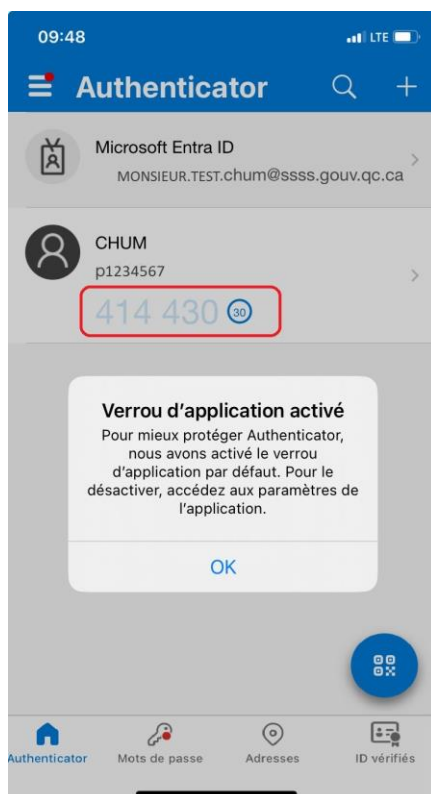 09:48
LTE
Authenticator
Microsoft Entra ID
MONSIEUR.TEST.chum@ssss.gouv.qc.ca
CHUM
p1234567
414 430 30
Verrou d'application activé
Pour mieux protéger Authenticator,
nous avons activé le verrou
d'application par défaut. Pour le
désactiver, accédez aux paramètres de
l'application.
OK
Authenticator Mots de passe Adresses ID vérifiés